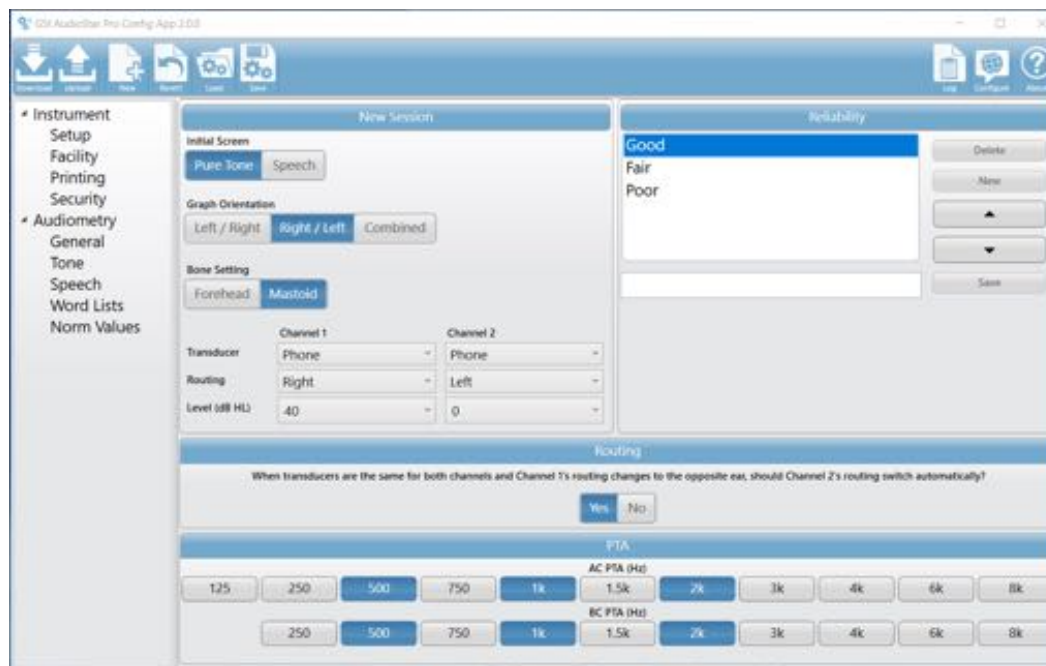 GSI AudioStar Pro Config App 2.0.0
Download Upload New Revert Load Save Log Configure About
Instrument
Setup
Facility
Printing
Security
Audiometry
General
Tone
Speech
Word Lists
Norm Values
New Session
Initial Screen
Pure Tone Speech
Graph Orientation
Left / Right Right / Left Combined
Bone Setting
Forehead Mastoid
Channel 1 Channel 2
Transducer Phone Phone
Routing Right Left
Level (dB HL) 40 0
Reliability
Good
Fair
Poor
Delete
New
Save
Routing
When transducers are the same for both channels and Channel 1's routing changes to the opposite ear, should Channel 2's routing switch automatically?
Yes No
PTA
AC PTA (Hz)
125 250 500 750 1k 1.5k 2k 3k 4k 6k 8k
BC PTA (Hz)
250 500 750 1k 1.5k 2k 3k 4k 6k 8k